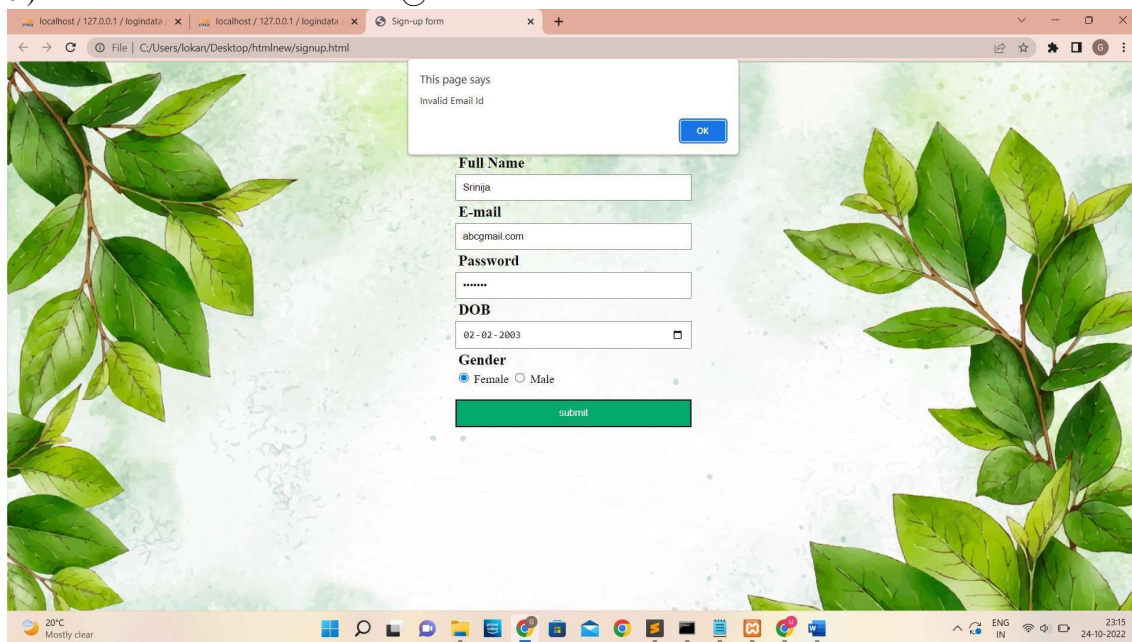 localhost / 127.0.0.1 / logindata / localhost / 127.0.0.1 / logindata / Sign-up form
File | C:/Users/lokan/Desktop/htmlnew/signup.html
G
This page says
Invalid Email Id
OK
Full Name
Srinija
E-mail
abcgmail.com
Password
•••••••
DOB
02-02-2003
Gender
Female Male
submit
20°C
Mostly clear
ENG
IN
23:15
24-10-2022